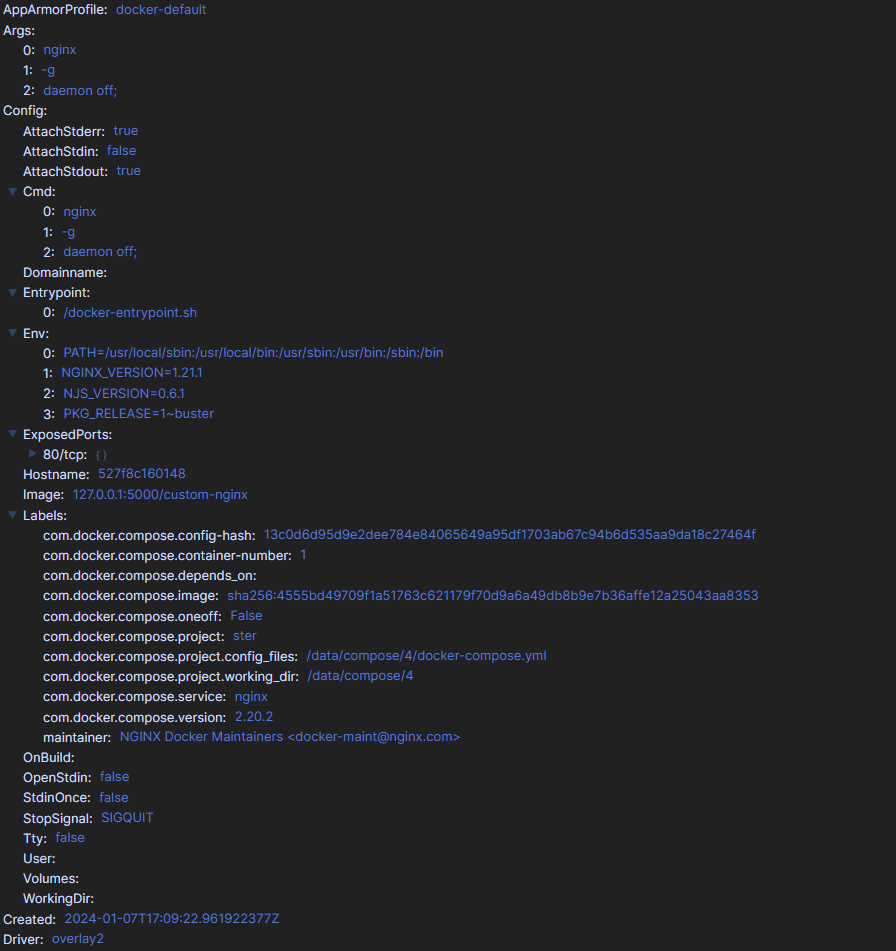 AppArmorProfile: docker-default
Args:
0: nginx
1: -g
2: daemon off;
Config:
AttachStderr: true
AttachStdin: false
AttachStdout: true
Cmd:
0: nginx
1: -g
2: daemon off;
Domainname:
Entrypoint:
0: /docker-entrypoint.sh
Env:
0: PATH=/usr/local/sbin:/usr/local/bin:/usr/sbin:/usr/bin:/sbin:/bin
1: NGINX_VERSION=1.21.1
2: NJS_VERSION=0.6.1
3: PKG_RELEASE=1~buster
ExposedPorts:
80/tcp: { }
Hostname: 527f8c160148
Image: 127.0.0.1:5000/custom-nginx
Labels:
com.docker.compose.config-hash: 13c0d6d95d9e2dee784e84065649a95df1703ab67c94b6d535aa9da18c27464f
com.docker.compose.container-number: 1
com.docker.compose.depends_on:
com.docker.compose.image: sha256:4555bd49709f1a51763c621179f70d9a6a49db8b9e7b36affe12a25043aa8353
com.docker.compose.oneoff: False
com.docker.compose.project: ster
com.docker.compose.project.config_files: /data/compose/4/docker-compose.yml
com.docker.compose.project.working_dir: /data/compose/4
com.docker.compose.service: nginx
com.docker.compose.version: 2.20.2
maintainer: NGINX Docker Maintainers <docker-maint@nginx.com>
OnBuild:
OpenStdin: false
StdinOnce: false
StopSignal: SIGQUIT
Tty: false
User:
Volumes:
WorkingDir:
Created: 2024-01-07T17:09:22.961922377Z
Driver: overlay2